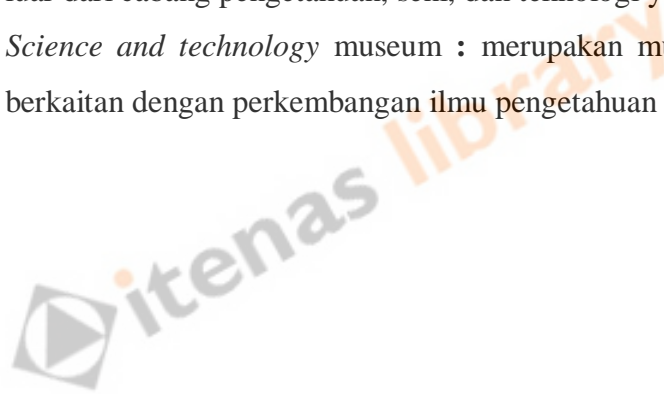 dari cabang pengetahuan, seni, dan teknologi
Science and technology museum : merupakan
berkaitan dengan perkembangan ilmu pengetahuan
itenas library